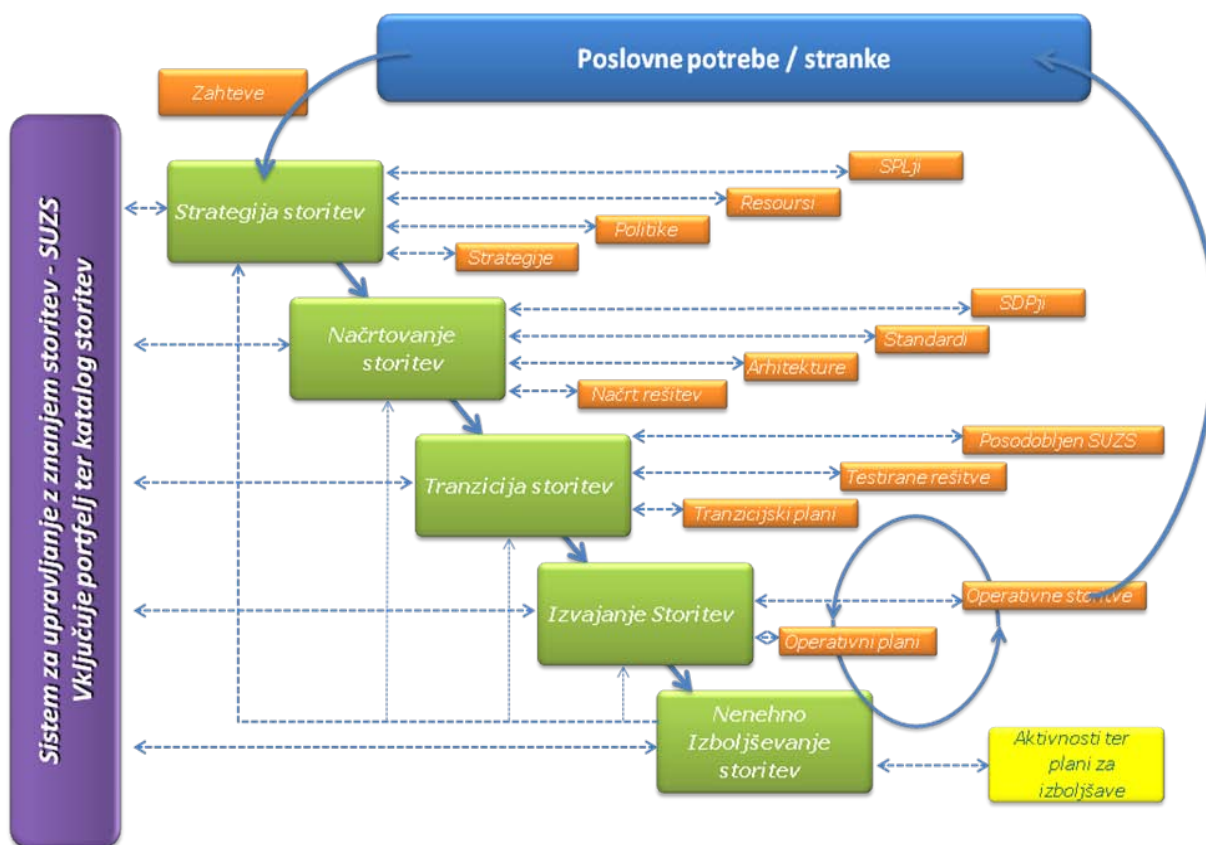 Poslovne potrebe / stranke
Zahteve
Sistem za upravljanje z znanjem storitev - SUZS
Vključuje portfelj ter katalog storitev
Strategija storitev
SPLji
Resoursi
Politike
Strategije
Načrtovanje
storitev
SDPji
Standardi
Arhitekture
Načrt rešitev
Tranzicija storitev
Posodobljen SUZS
Testirane rešitve
Tranzicijski plani
Izvajanje Storitev
Operativne storitve
Operativni plani
Nenehno
Izboljševanje
storitev
Aktivnosti ter
plani za
izboljšave